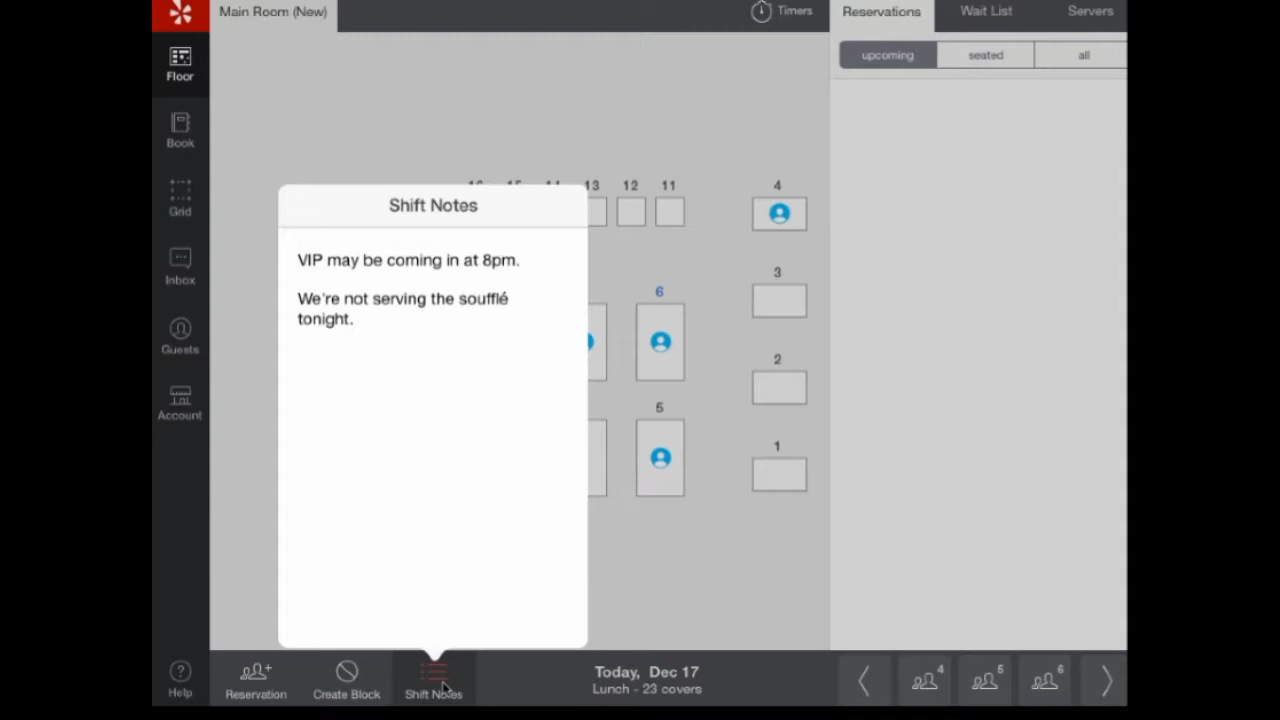 Main Room (New)
Timers
Reservations
Wait List
Servers
upcoming
seated
all
Floor
Book
Grid
Inbox
Guests
Account
Help
13
12
11
4
3
2
1
6
5
Shift Notes
VIP may be coming in at 8pm.
We're not serving the soufflé
tonight.
Reservation
Create Block
Shift Notes
Today, Dec 17
Lunch - 23 covers
4
5
6